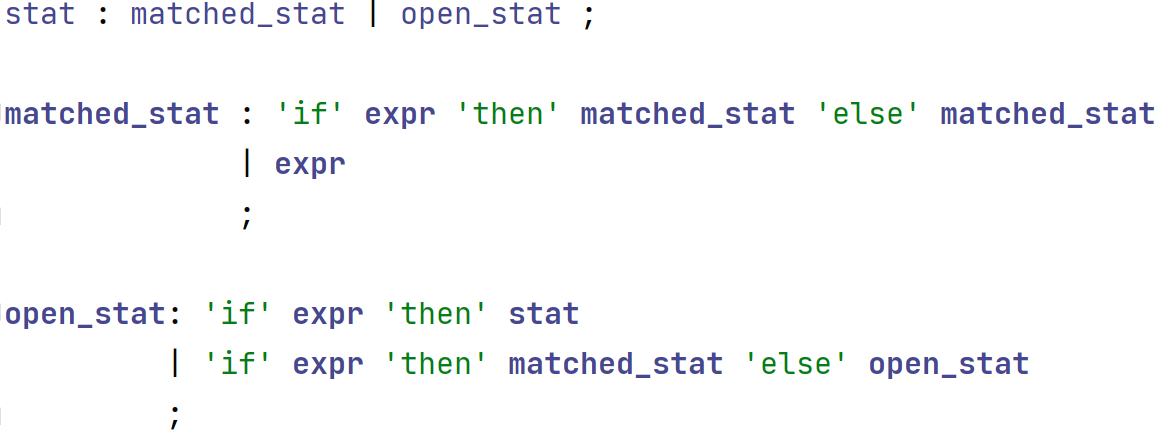 stat : matched_stat | open_stat ;
matched_stat : 'if' expr 'then' matched_stat 'else' matched_stat
| expr
;
open_stat: 'if' expr 'then' stat
| 'if' expr 'then' matched_stat 'else' open_stat
;